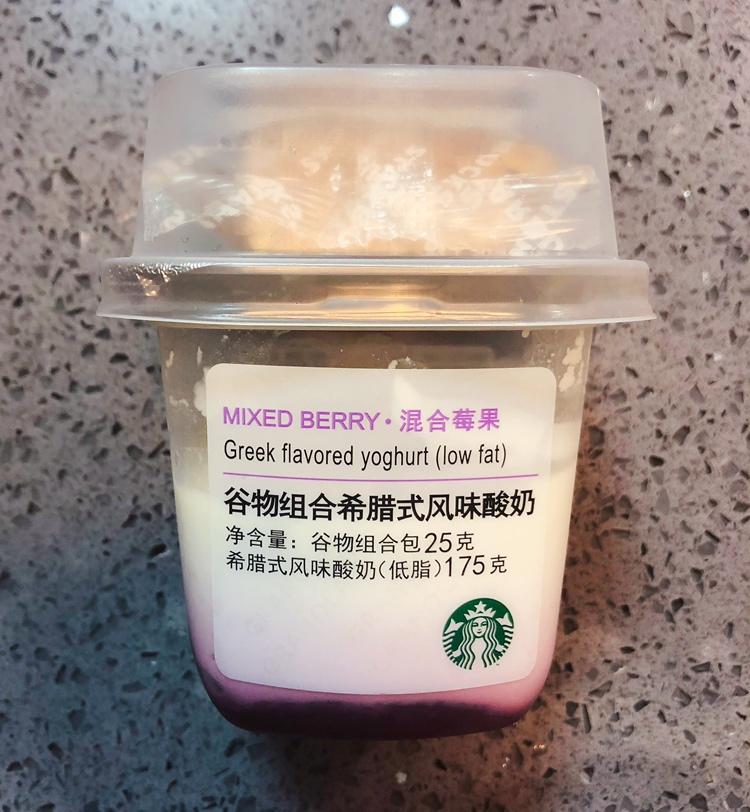 MIXED BERRY·混合莓果
Greek flavored yoghurt (low fat)
谷物组合希腊式风味酸奶
净含量：谷物组合包25克
希腊式风味酸奶(低脂)175克